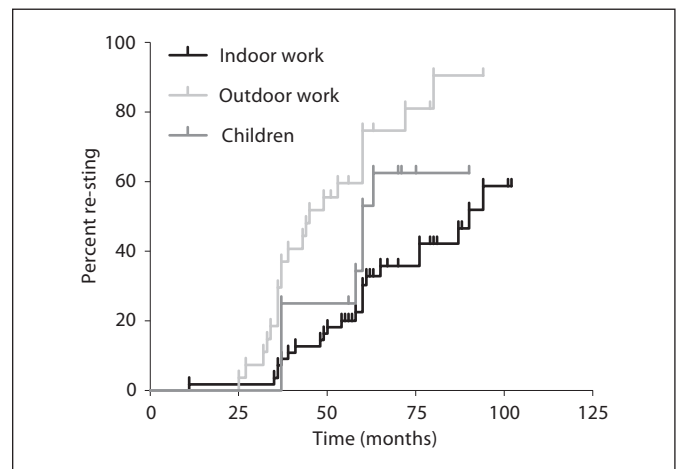 100
80
60
40
20
0
Percent re-sting
Indoor work
Outdoor work
Children
0 25 50 75 100 125
Time (months)